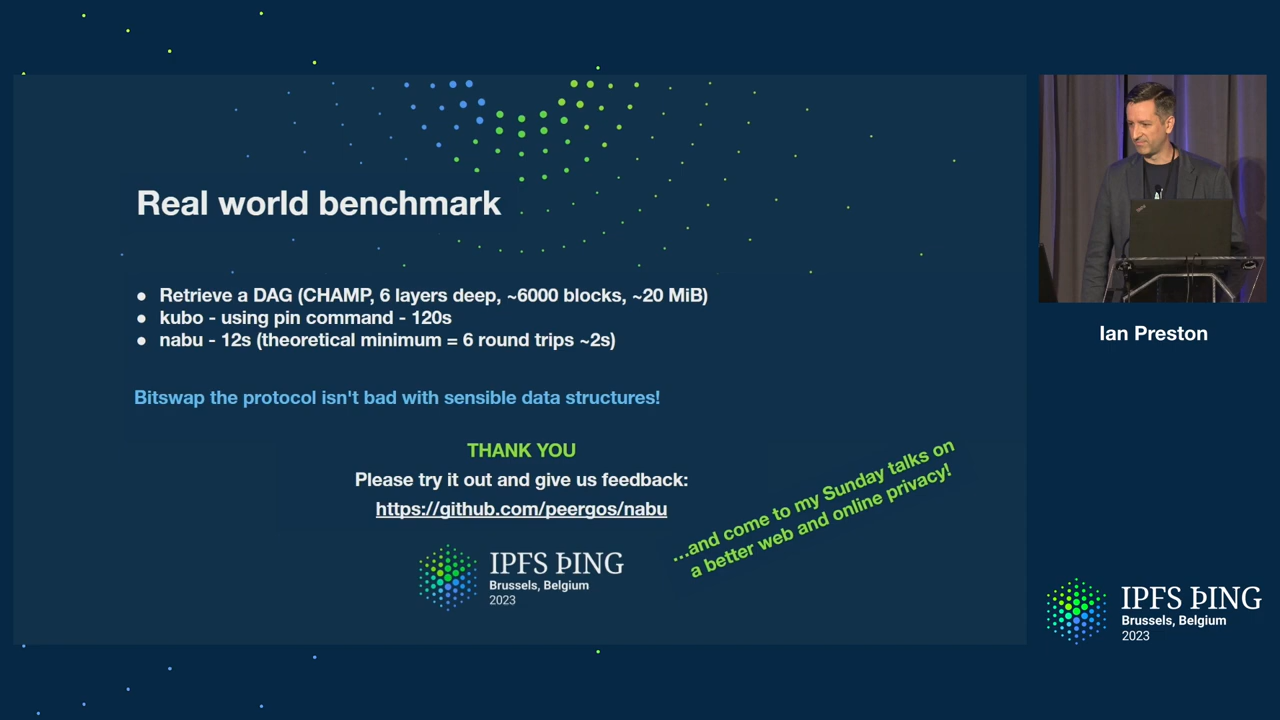 Real world benchmark
● Retrieve a DAG (CHAMP, 6 layers deep, ~6000 blocks, ~20 MiB)
● kubo - using pin command - 120s
● nabu - 12s (theoretical minimum = 6 round trips ~2s)
Bitswap the protocol isn't bad with sensible data structures!
THANK YOU
Please try it out and give us feedback:
https://github.com/peergos/nabu
...and come to my Sunday talks on
a better web and online privacy!
IPFS ÞING
Brussels, Belgium
2023
Ian Preston
IPFS ÞING
Brussels, Belgium
2023